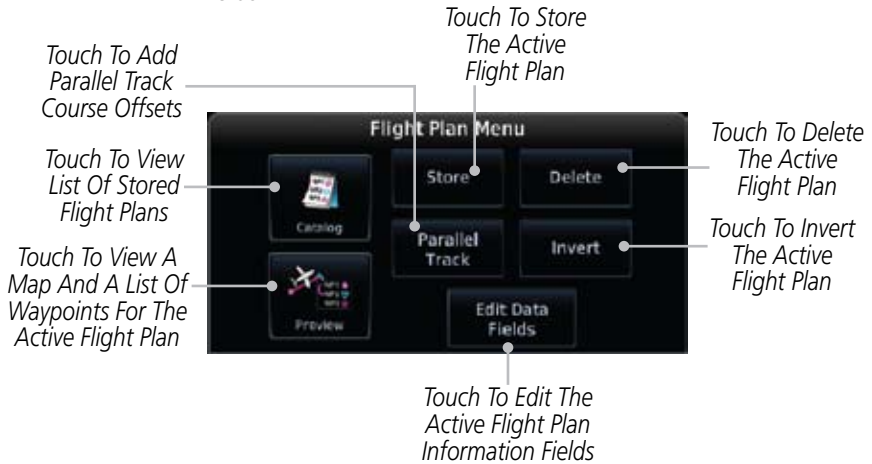 Touch To Store
The Active
Flight Plan
Touch To Add
Parallel Track
Course Offsets
Touch To View
List Of Stored
Flight Plans
Touch To View A
Map And A List Of
Waypoints For The
Active Flight Plan
Flight Plan Menu
Catalog
Store
Delete
Parallel
Track
Invert
Preview
Edit Data
Fields
Touch To Delete
The Active
Flight Plan
Touch To Invert
The Active
Flight Plan
Touch To Edit The
Active Flight Plan
Information Fields